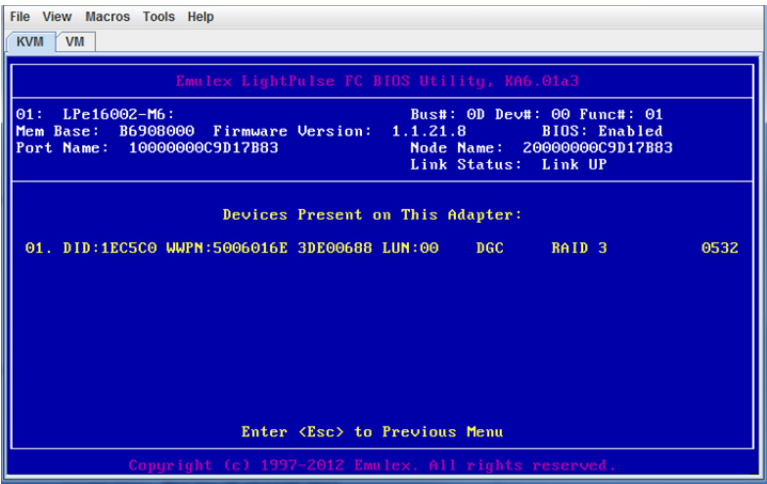 File View Macros Tools Help
KVM VM
Emulex LightPulse FC BIOS Utility, KA6.01a3
01: LPe16002-M6: Bus#: 0D Dev#: 00 Func#: 01
Mem Base: B6908000 Firmware Version: 1.1.21.8 BIOS: Enabled
Port Name: 10000000C9D17B83 Node Name: 20000000C9D17B83
Link Status: Link UP
Devices Present on This Adapter:
01. DID:1EC5C0 WWPN:5006016E 3DE00688 LUN:00 DGC RAID 3 0532
Enter <Esc> to Previous Menu
Copyright (c) 1997-2012 Emulex. All rights reserved.